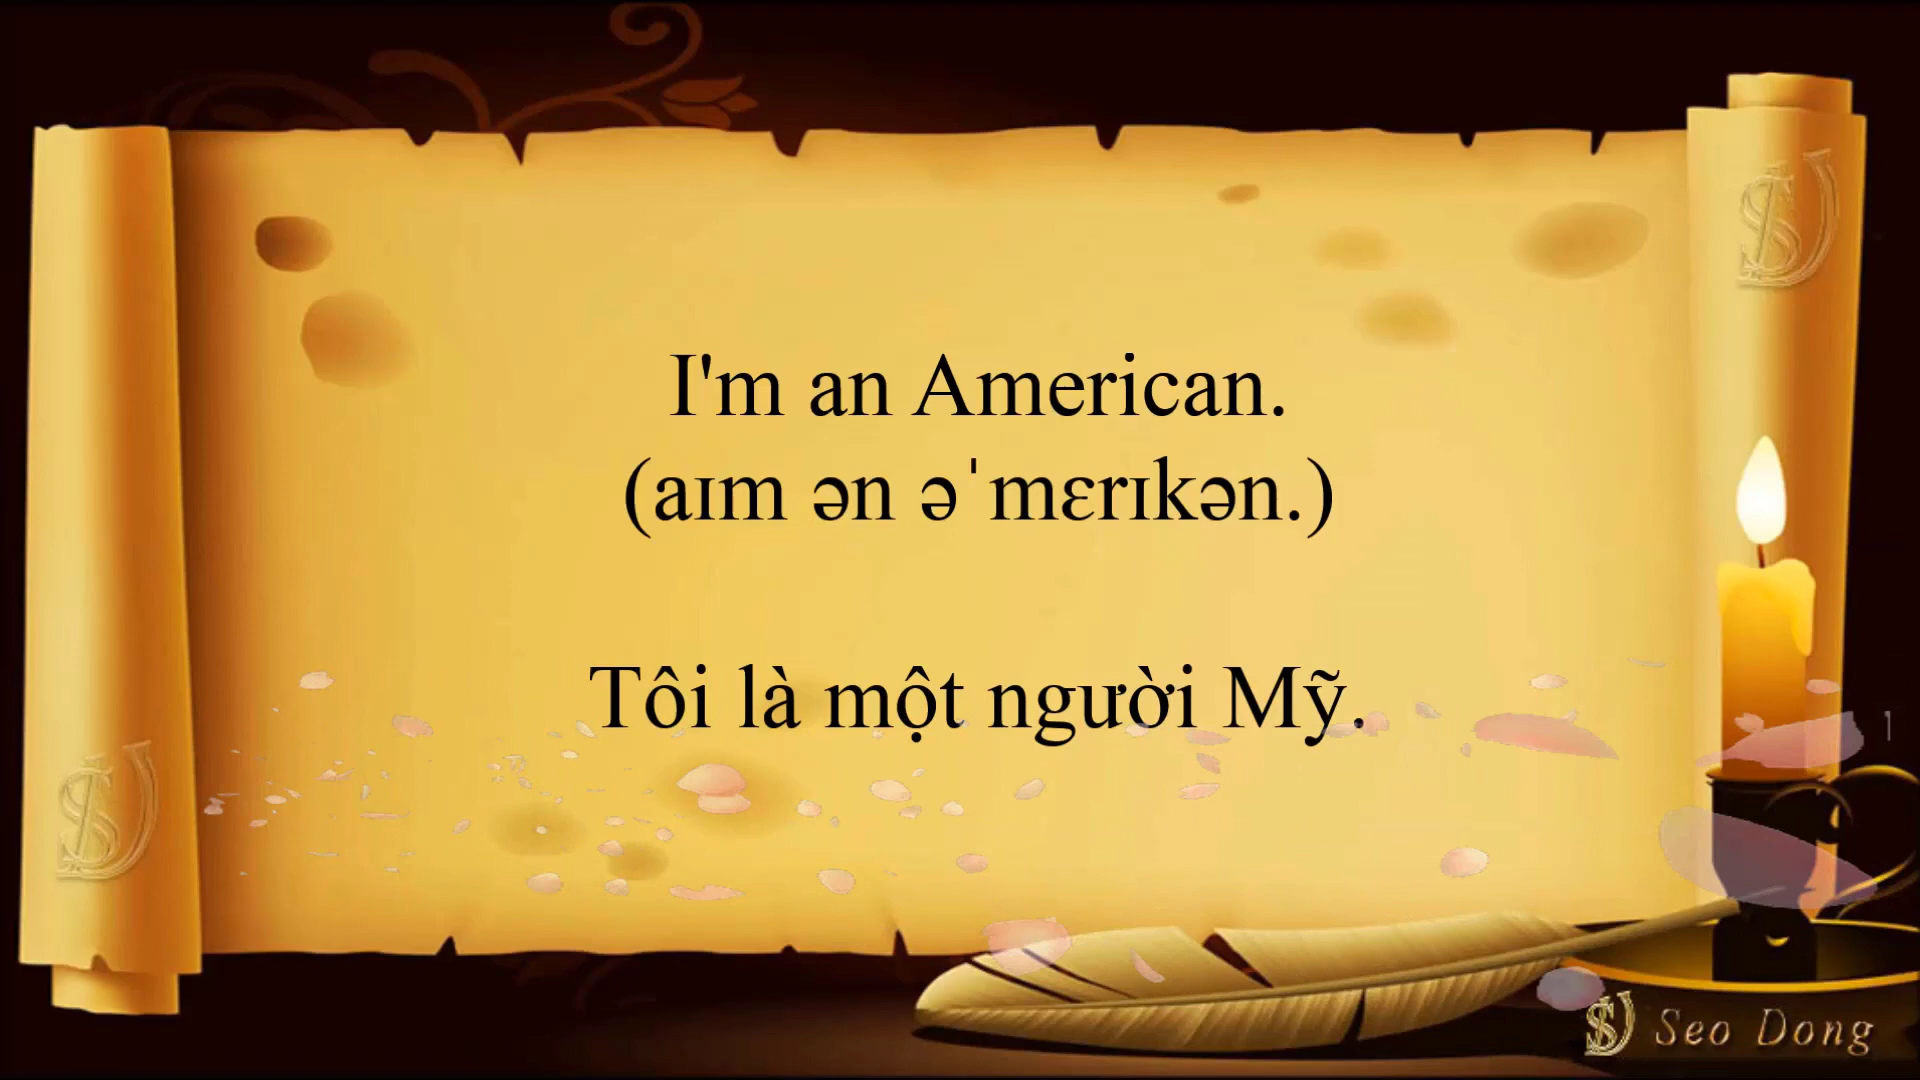 I'm an American.
(aɪm ən əˈmɛrɪkən.)
Tôi là một người Mỹ.
Seo Dong